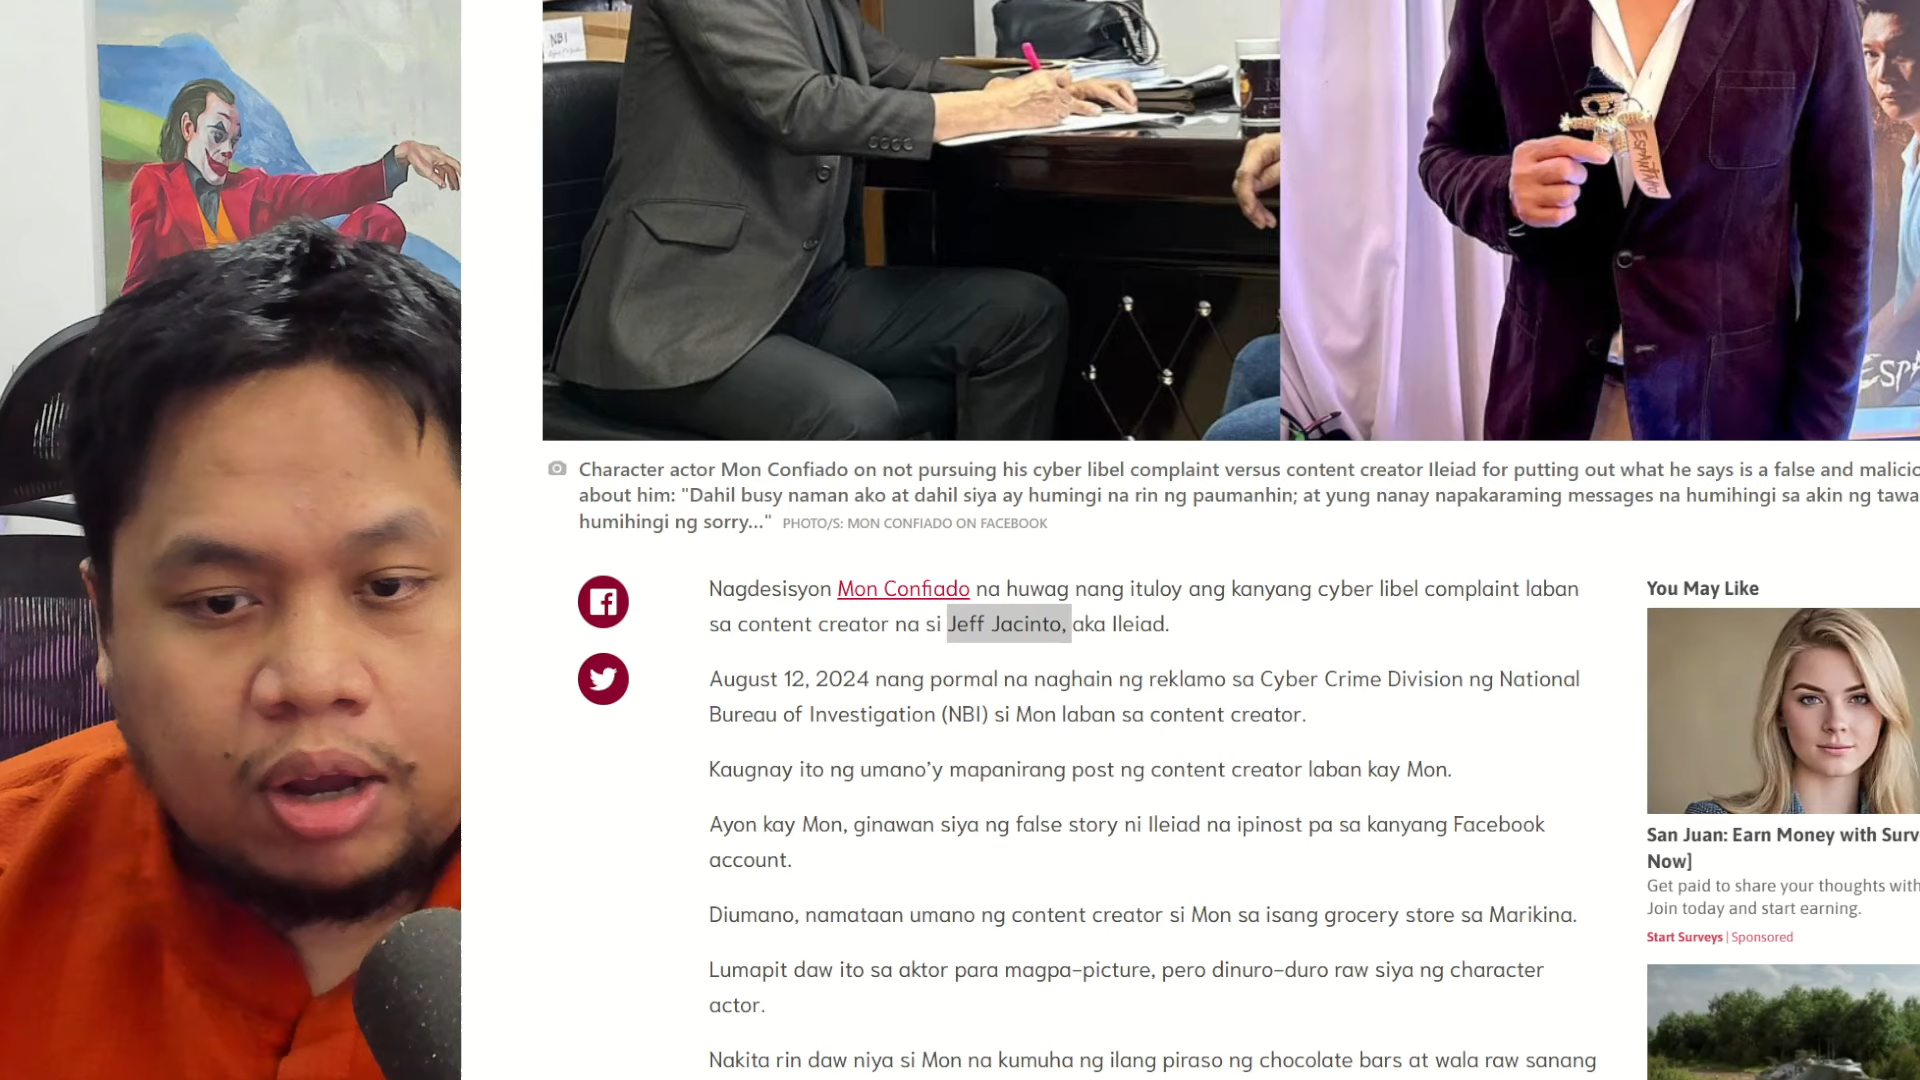 NBI
ESPANTAHO
ESPA
Character actor Mon Confiado on not pursuing his cyber libel complaint versus content creator Ileiad for putting out what he says is a false and malicio
about him: "Dahil busy naman ako at dahil siya ay humingi na rin ng paumanhin; at yung nanay napakaraming messages na humihingi sa akin ng tawa
humihingi ng sorry..." PHOTO/S: MON CONFIADO ON FACEBOOK
Nagdesisyon Mon Confiado na huwag nang ituloy ang kanyang cyber libel complaint laban
sa content creator na si Jeff Jacinto, aka Ileiad.
August 12, 2024 nang pormal na naghain ng reklamo sa Cyber Crime Division ng National
Bureau of Investigation (NBI) si Mon laban sa content creator.
Kaugnay ito ng umano’y mapanirang post ng content creator laban kay Mon.
Ayon kay Mon, ginawan siya ng false story ni Ileiad na ipinost pa sa kanyang Facebook
account.
Diumano, namataan umano ng content creator si Mon sa isang grocery store sa Marikina.
Lumapit daw ito sa aktor para magpa-picture, pero dinuro-duro raw siya ng character
actor.
Nakita rin daw niya si Mon na kumuha ng ilang piraso ng chocolate bars at wala raw sanang
You May Like
San Juan: Earn Money with Surv
Now]
Get paid to share your thoughts with
Join today and start earning.
Start Surveys | Sponsored